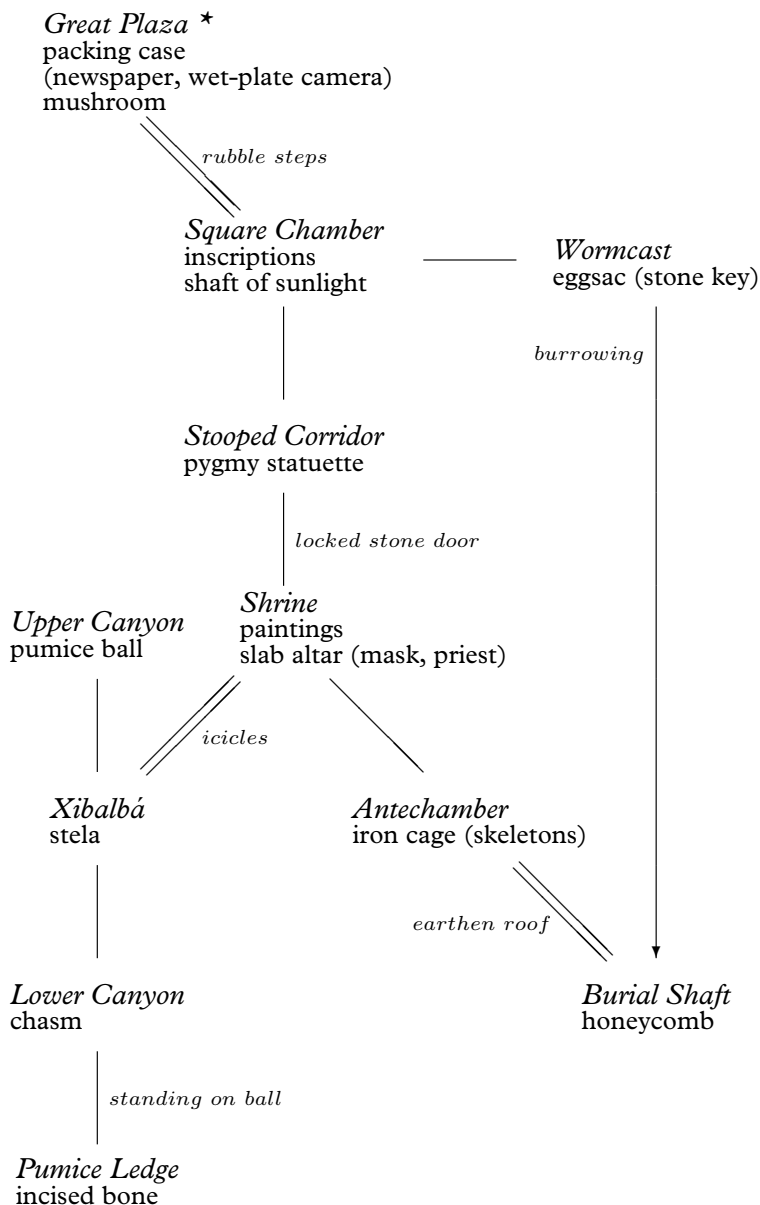 Great Plaza *
packing case
(newspaper, wet-plate camera)
mushroom
rubble steps
Square Chamber
inscriptions
shaft of sunlight
Wormcast
eggsac (stone key)
burrowing
Stooped Corridor
pygmy statuette
locked stone door
Upper Canyon
pumice ball
Shrine
paintings
slab altar (mask, priest)
icicles
Xibalbá
stela
Antechamber
iron cage (skeletons)
earthen roof
Lower Canyon
chasm
Burial Shaft
honeycomb
standing on ball
Pumice Ledge
incised bone